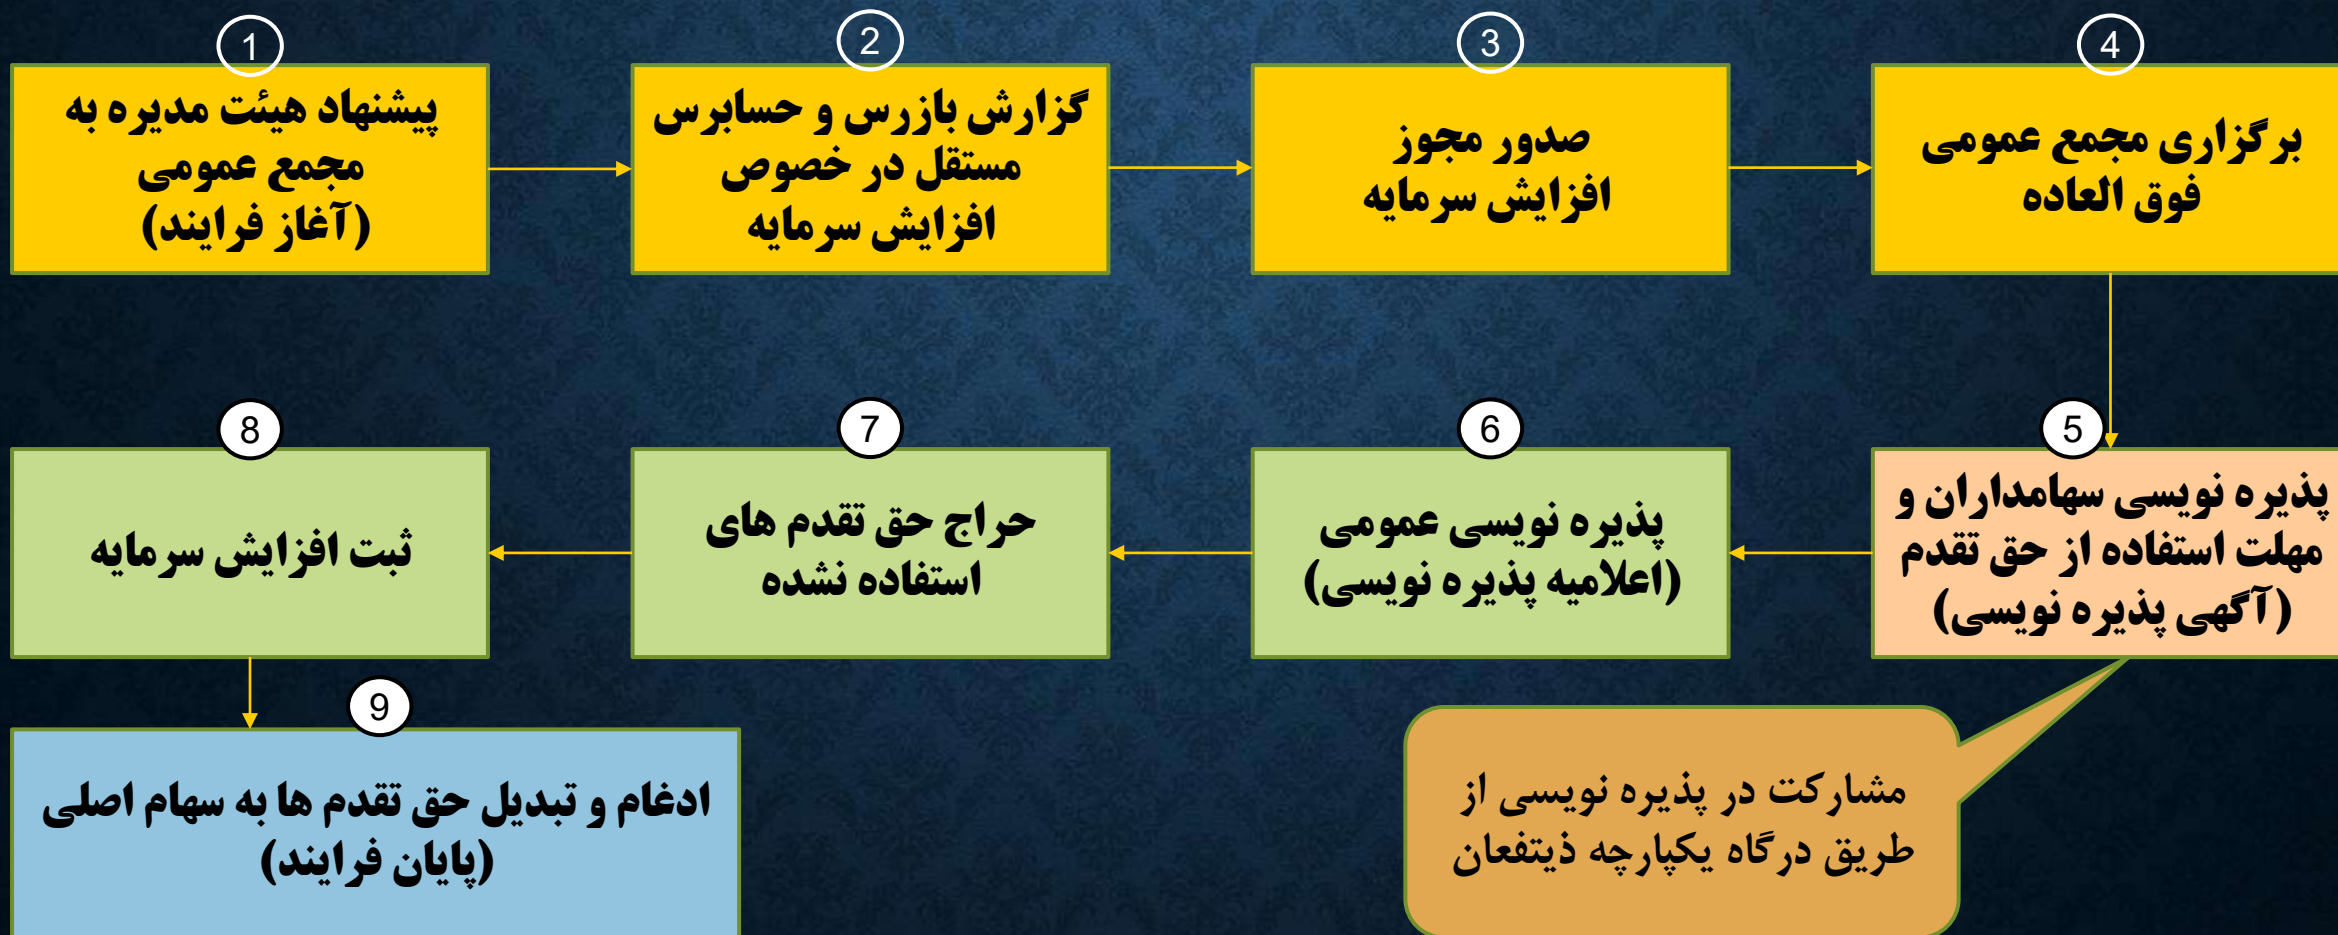 1
پیشنهاد هیئت مدیره به
مجمع عمومی
(آغاز فرایند)
2
گزارش بازرس و حسابرس
مستقل در خصوص
افزایش سرمایه
3
صدور مجوز
افزایش سرمایه
4
برگزاری مجمع عمومی
فوق العاده
5
پذیره نویسی سهامداران و
مهلت استفاده از حق تقدم
(آگهی پذیره نویسی)
مشارکت در پذیره نویسی از
طریق درگاه یکپارچه ذیتفعان
6
پذیره نویسی عمومی
(اعلامیه پذیره نویسی)
7
حراج حق تقدم های
استفاده نشده
8
ثبت افزایش سرمایه
9
ادغام و تبدیل حق تقدم ها به سهام اصلی
(پایان فرایند)